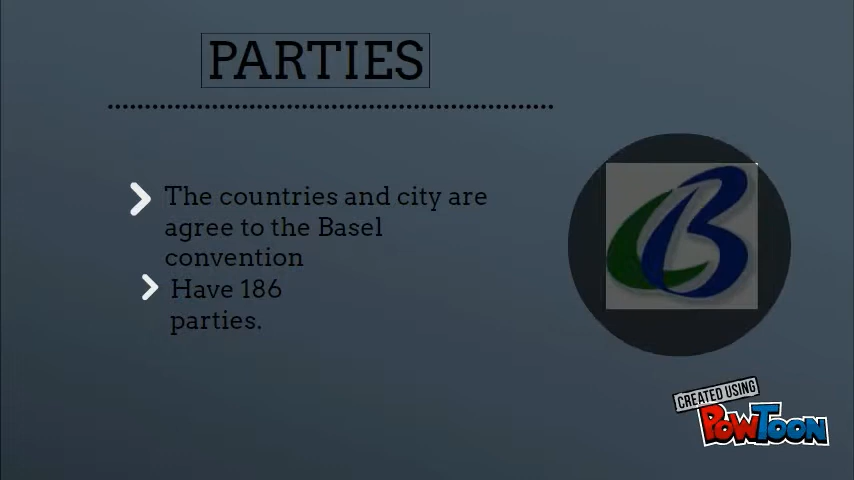 PARTIES
The countries and city are
agree to the Basel
convention
Have 186
parties.
CREATED USING
POWTOON